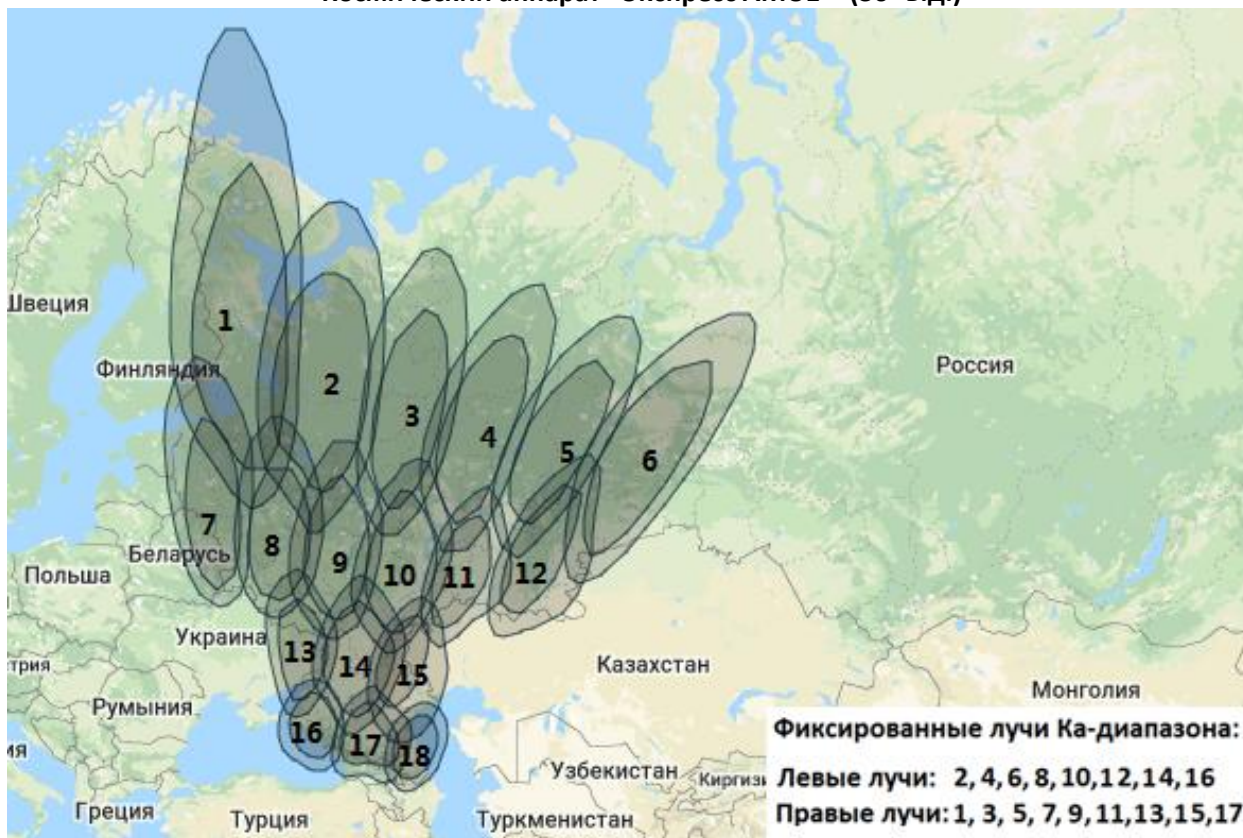 Швеция
Финляндия
Россия
Беларусь
Польша
Украина
Казахстан
Монголия
Румыния
Узбекистан
Греция
Турция
Туркменистан
1
2
3
4
5
6
7
8
9
10
11
12
13
14
15
16
17
18
Фиксированные лучи Ка-диапазона:
Левые лучи: 2, 4, 6, 8, 10,12, 14, 16
Правые лучи: 1, 3, 5, 7, 9, 11,13, 15, 17